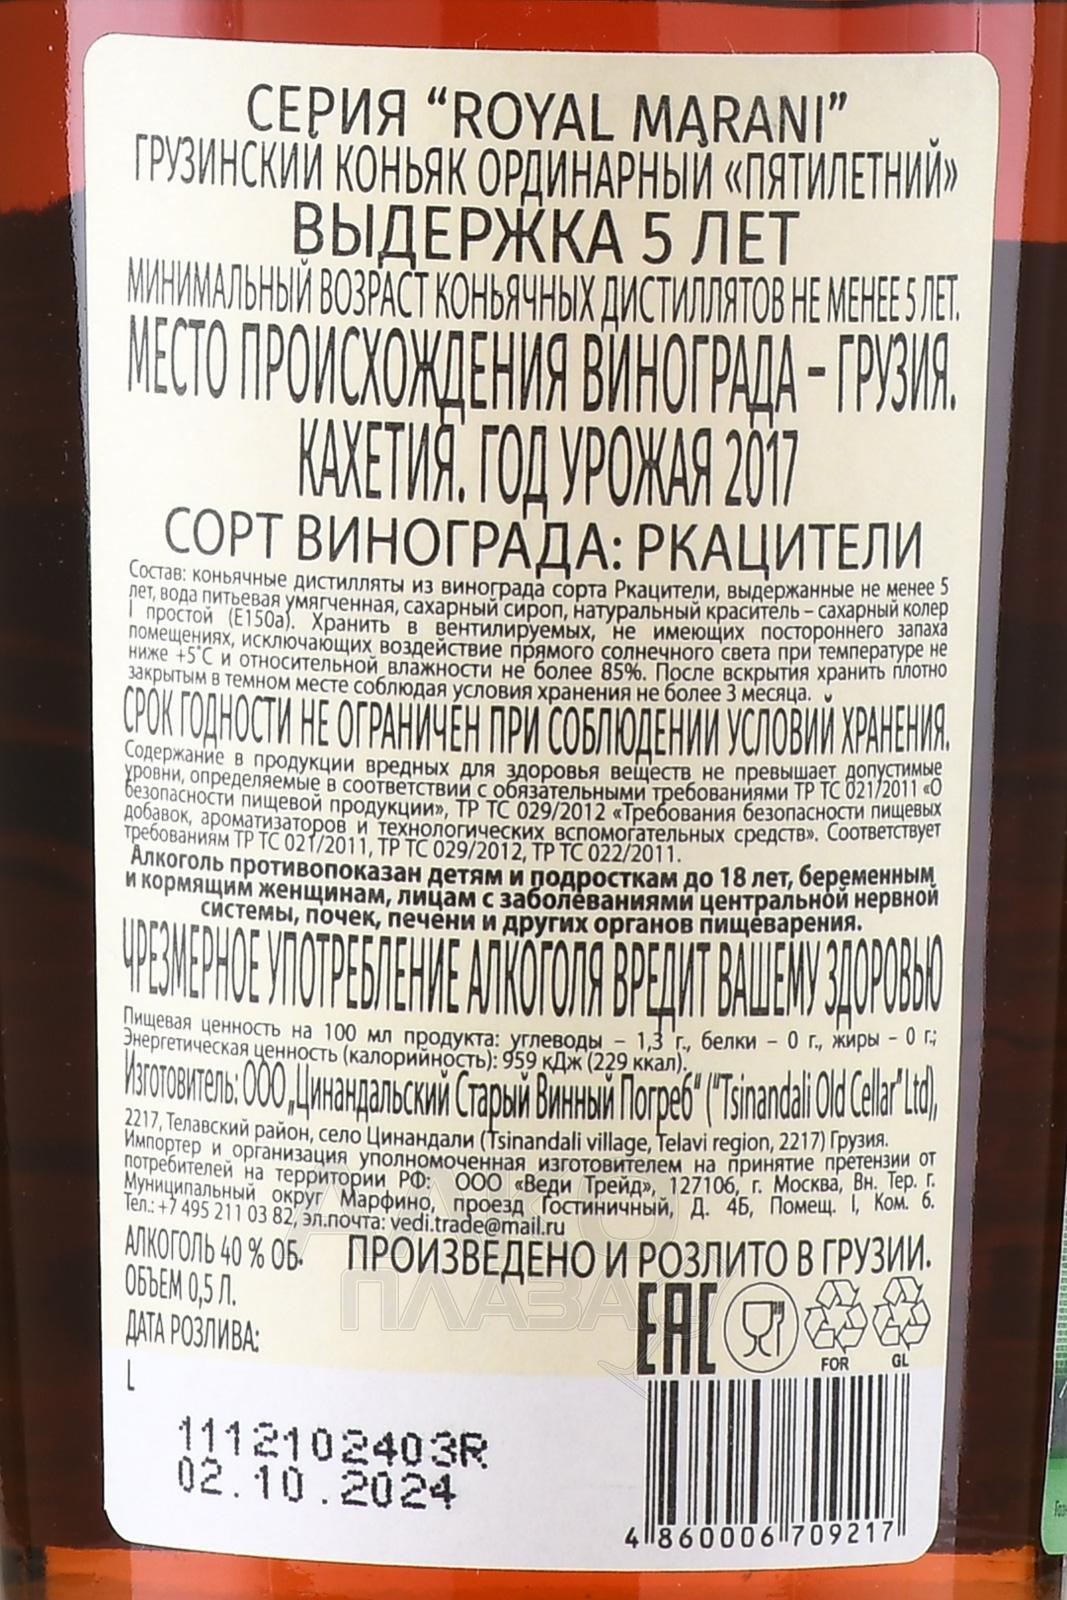 СЕРИЯ “ROYAL MARANI”
ГРУЗИНСКИЙ КОНЬЯК ОРДИНАРНЫЙ «ПЯТИЛЕТНИЙ»
ВЫДЕРЖКА 5 ЛЕТ
МИНИМАЛЬНЫЙ ВОЗРАСТ КОНЬЯЧНЫХ ДИСТИЛЛЯТОВ НЕ МЕНЕЕ 5 ЛЕТ.
МЕСТО ПРОИСХОЖДЕНИЯ ВИНОГРАДА – ГРУЗИЯ.
КАХЕТИЯ. ГОД УРОЖАЯ 2017
СОРТ ВИНОГРАДА: РКАЦИТЕЛИ
Состав: коньячные дистилляты из винограда сорта Ркацители, выдержанные не менее 5
лет, вода питьевая умягченная, сахарный сироп, натуральный краситель – сахарный колер
I простой (Е150а). Хранить в вентилируемых, не имеющих постороннего запаха
помещениях, исключающих воздействие прямого солнечного света при температуре не
ниже +5°С и относительной влажности не более 85%. После вскрытия хранить плотно
закрытым в темном месте соблюдая условия хранения не более 3 месяца.
СРОК ГОДНОСТИ НЕ ОГРАНИЧЕН ПРИ СОБЛЮДЕНИИ УСЛОВИЙ ХРАНЕНИЯ.
Содержание в продукции вредных для здоровья веществ не превышает допустимые
уровни, определяемые в соответствии с обязательными требованиями ТР ТС 021/2011 «О
безопасности пищевой продукции», ТР ТС 029/2012 «Требования безопасности пищевых
добавок, ароматизаторов и технологических вспомогательных средств». Соответствует
требованиям ТР ТС 021/2011, ТР ТС 029/2012, ТР ТС 022/2011.
Алкоголь противопоказан детям и подросткам до 18 лет, беременным
и кормящим женщинам, лицам с заболеваниями центральной нервной
системы, почек, печени и других органов пищеварения.
ЧРЕЗМЕРНОЕ УПОТРЕБЛЕНИЕ АЛКОГОЛЯ ВРЕДИТ ВАШЕМУ ЗДОРОВЬЮ
Пищевая ценность на 100 мл продукта: углеводы – 1,3 г., белки – 0 г., жиры – 0 г.;
Энергетическая ценность (калорийность): 959 кДж (229 ккал).
Изготовитель: ООО „Цинандальский Старый Винный Погреб“ (“Tsinandali Old Cellar“ Ltd),
2217, Телавский район, село Цинандали (Tsinandali village, Telavi region, 2217) Грузия.
Импортер и организация уполномоченная изготовителем на принятие претензии от
потребителей на территории РФ: ООО «Веди Трейд», 127106, г. Москва, Вн. Тер. г.
Муниципальный округ Марфино, проезд Гостиничный, Д. 4Б, Помещ. I, Ком. 6.
Тел.: +7 495 211 03 82, эл.почта: vedi.trade@mail.ru
АЛКОГОЛЬ 40 % ОБ. ПРОИЗВЕДЕНО И РОЗЛИТО В ГРУЗИИ.
ОБЪЕМ 0,5 Л.
ДАТА РОЗЛИВА:
EAC
FOR GL
L
1112102403R
02.10.2024
4 860006 709217
АЛКО
ПЛАЗА